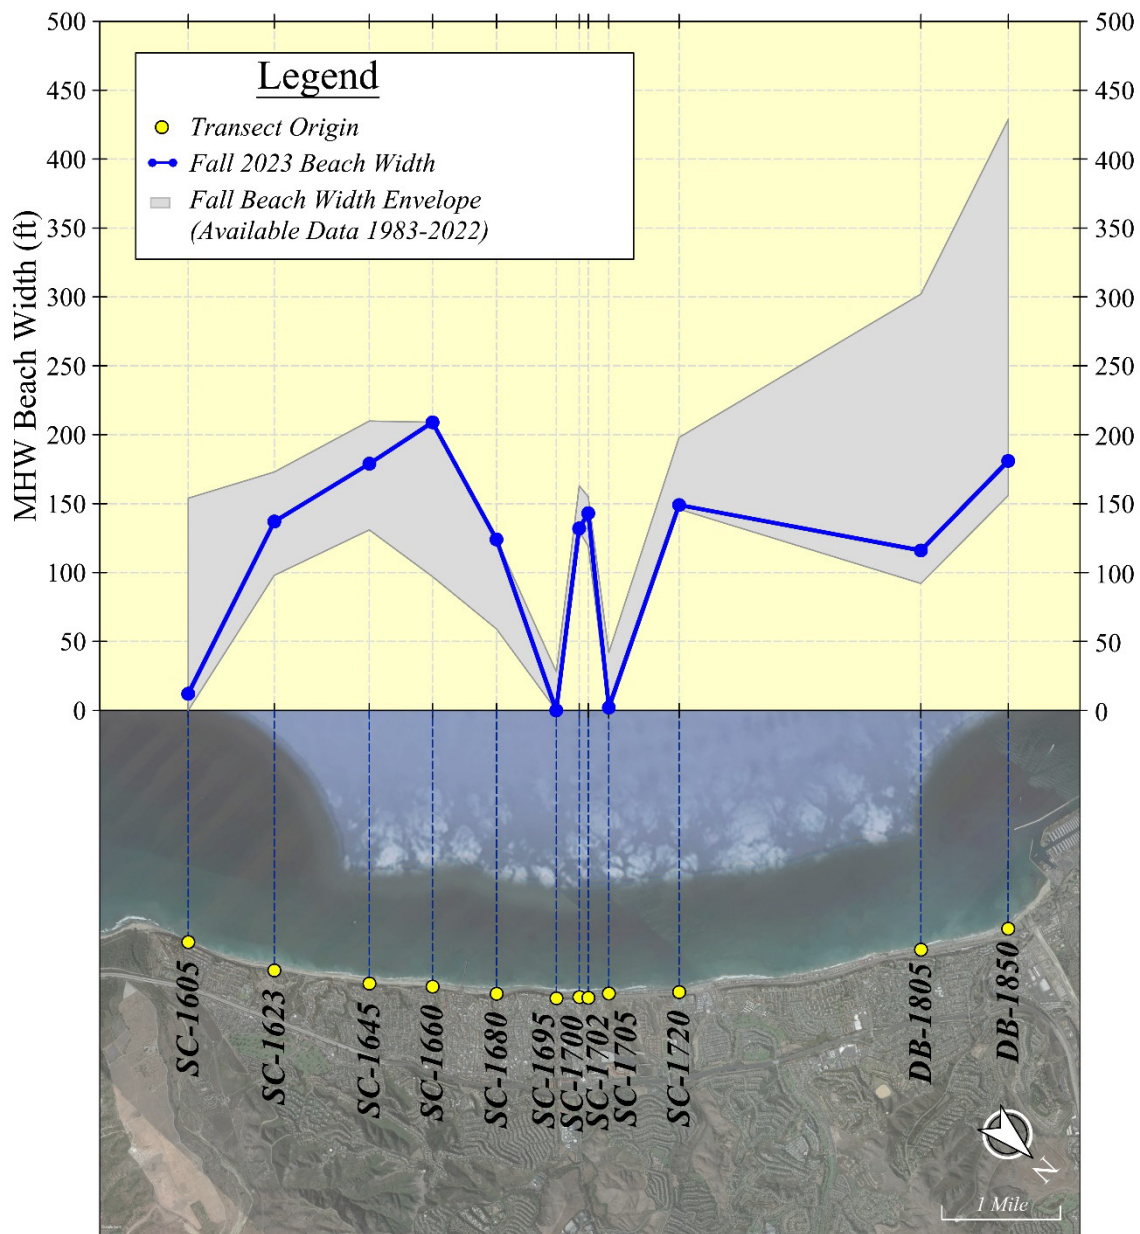 500
450
400
350
300
250
200
150
100
50
0
MHW Beach Width (ft)
Legend
Transect Origin
Fall 2023 Beach Width
Fall Beach Width Envelope
(Available Data 1983-2022)
500
450
400
350
300
250
200
150
100
50
0
SC-1605
SC-1623
SC-1645
SC-1660
SC-1680
SC-1695
SC-1700
SC-1702
SC-1705
SC-1720
DB-1805
DB-1850
N
1 Mile